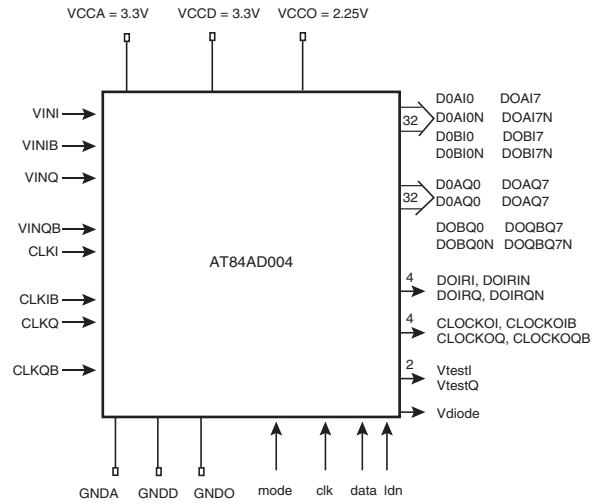 VCCA = 3.3V VCCD = 3.3V VCCO = 2.25V
VINI
VINIB
VINQ
VINQB
CLKI
CLKIB
CLKQ
CLKQB
AT84AD004
32
D0AI0 DOAI7
D0AI0N DOAI7N
D0BI0 DOBI7
D0BI0N DOBI7N
32
D0AQ0 DOAQ7
D0AQ0 DOAQ7
DOBQ0 DOQBQ7
DOBQ0N DOQBQ7N
4
DOIRI, DOIRIN
DOIRQ, DOIRQN
4
CLOCKOI, CLOCKOIB
CLOCKOQ, CLOCKOQB
2
VtestI
VtestQ
Vdiode
GNDA GNDD GNDO mode clk data ldn